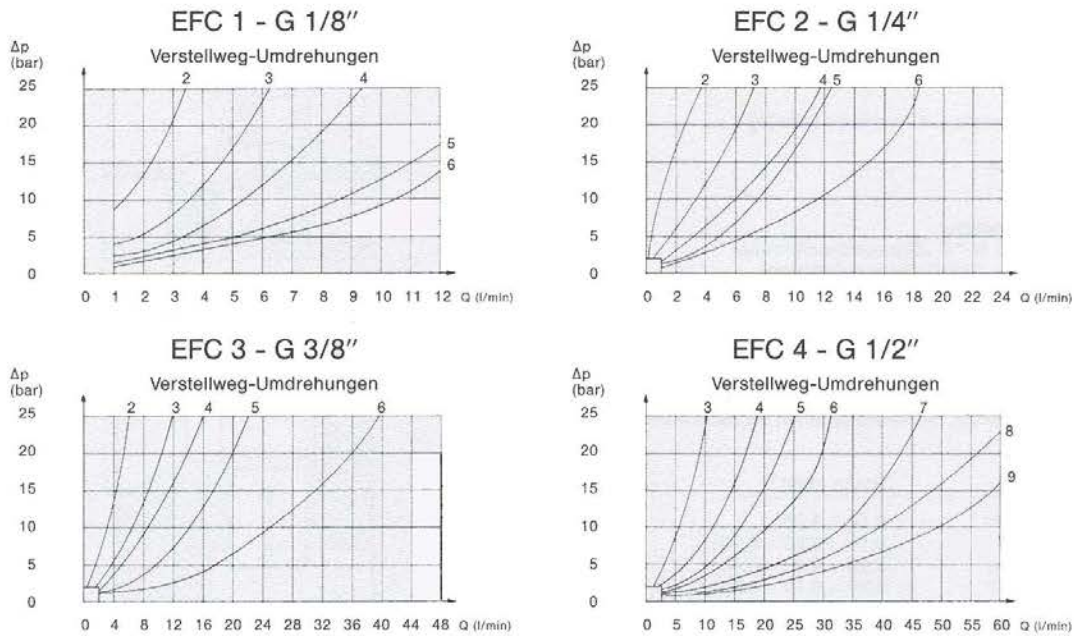 EFC 1 - G 1/8″
Verstellweg-Umdrehungen
Δp
(bar)
2 3 4
25
20
15
10
5
0
5
6
0 1 2 3 4 5 6 7 8 9 10 11 12 Q (l/min)
EFC 2 - G 1/4″
Verstellweg-Umdrehungen
Δp
(bar)
2 3 4 5 6
25
20
15
10
5
0
0 2 4 6 8 10 12 14 16 18 20 22 24 Q (l/min)
EFC 3 - G 3/8″
Verstellweg-Umdrehungen
Δp
(bar)
2 3 4 5 6
25
20
15
10
5
0
0 4 8 12 16 20 24 28 32 36 40 44 48 Q (l/min)
EFC 4 - G 1/2″
Verstellweg-Umdrehungen
Δp
(bar)
3 4 5 6 7
25
20
15
10
5
0
8
9
0 5 10 15 20 25 30 35 40 45 50 55 60 Q (l/min)